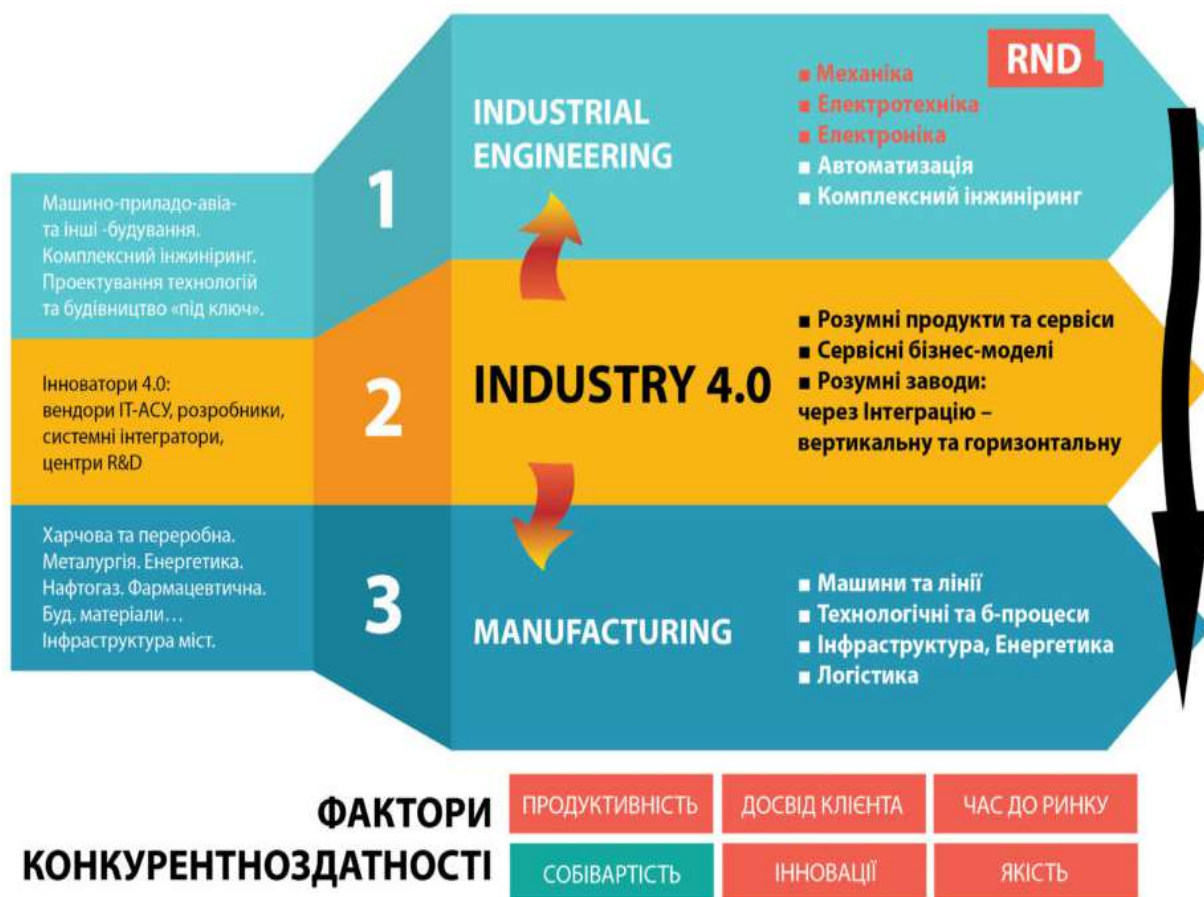 RND
INDUSTRIAL
ENGINEERING
■ Механіка
■ Електротехніка
■ Електроніка
■ Автоматизація
■ Комплексний інжиніринг
1
Машино-приладо-авіа-
та інші -будування.
Комплексний інжиніринг.
Проектування технологій
та будівництво «під ключ».
Інноватори 4.0:
вендори ІТ-АСУ, розробники,
системні інтегратори,
центри R&D
2
INDUSTRY 4.0
■ Розумні продукти та сервіси
■ Сервісні бізнес-моделі
■ Розумні заводи:
через Інтеграцію –
вертикальну та горизонтальну
Харчова та переробна.
Металургія. Енергетика.
Нафтогаз. Фармацевтична.
Буд. матеріали...
Інфраструктура міст.
3
MANUFACTURING
■ Машини та лінії
■ Технологічні та б-процеси
■ Інфраструктура, Енергетика
■ Логістика
ФАКТОРИ
КОНКУРЕНТНОЗДАТНОСТІ
ПРОДУКТИВНІСТЬ
ДОСВІД КЛІЄНТА
ЧАС ДО РИНКУ
СОБІВАРТІСТЬ
ІННОВАЦІЇ
ЯКІСТЬ